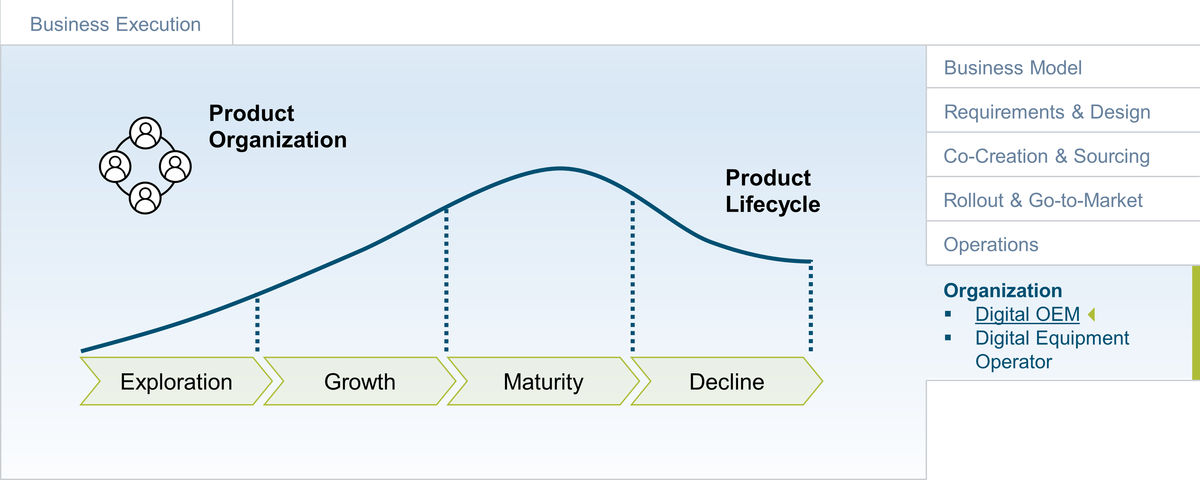 Business Execution
Product
Organization
Product
Lifecycle
Exploration
Growth
Maturity
Decline
Business Model
Requirements & Design
Co-Creation & Sourcing
Rollout & Go-to-Market
Operations
Organization
▪ Digital OEM
▪ Digital Equipment
Operator